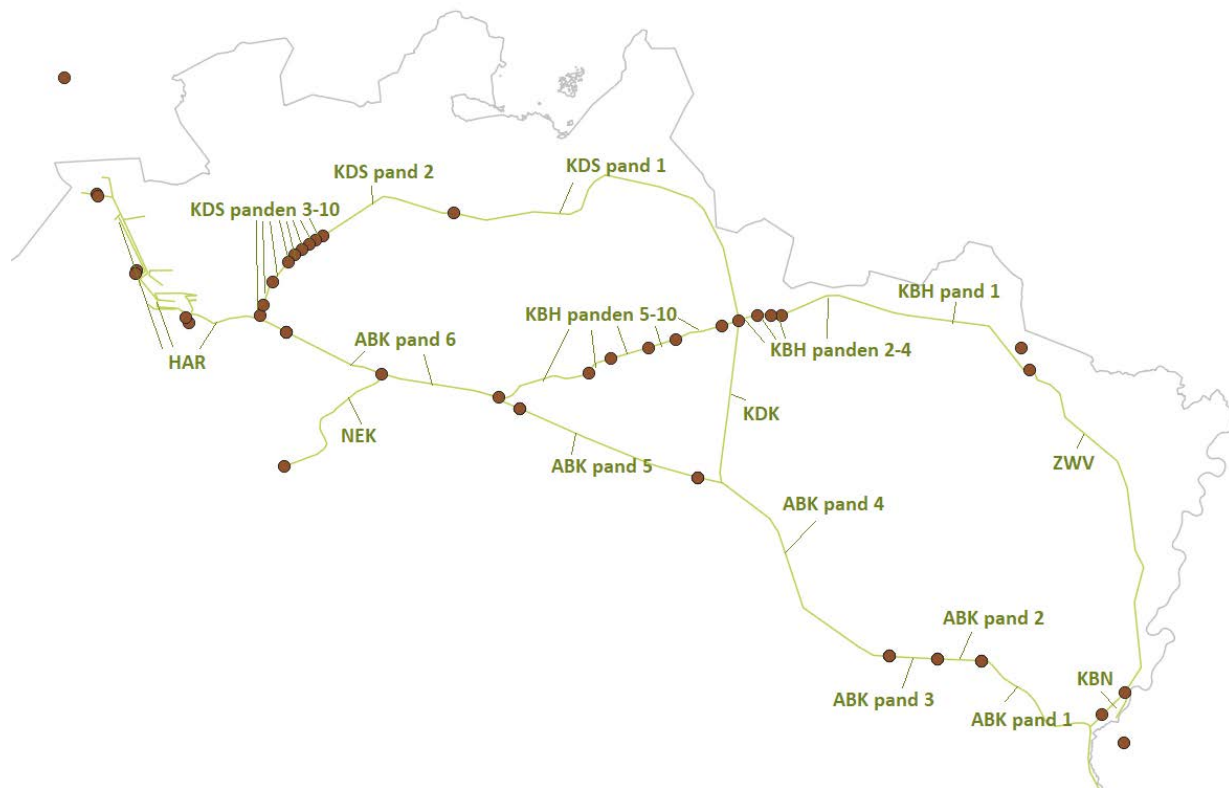 KDS pand 1
KDS pand 2
KDS panden 3-10
KBH pand 1
KBH panden 5-10
ABK pand 6
KBH panden 2-4
HAR
KDK
NEK
ABK pand 5
ZWV
ABK pand 4
ABK pand 2
KBN
ABK pand 3
ABK pand 1